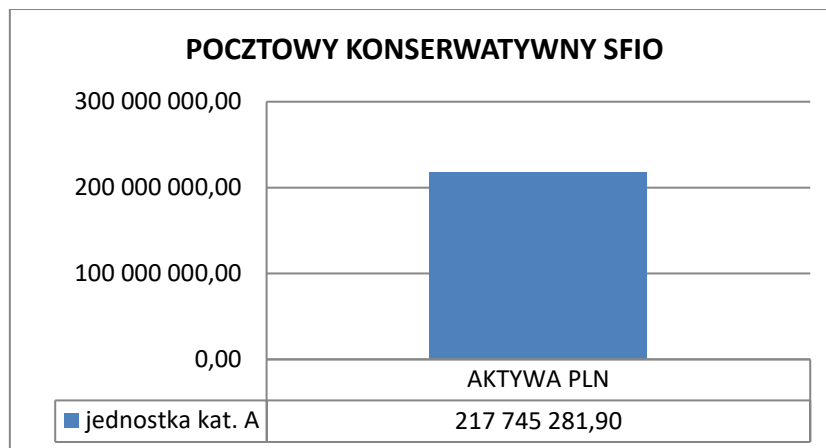 POCZTOWY KONSERWATYWNY SFIO
300 000 000,00
200 000 000,00
100 000 000,00
0,00
AKTYWA PLN
jednostka kat. A 217 745 281,90